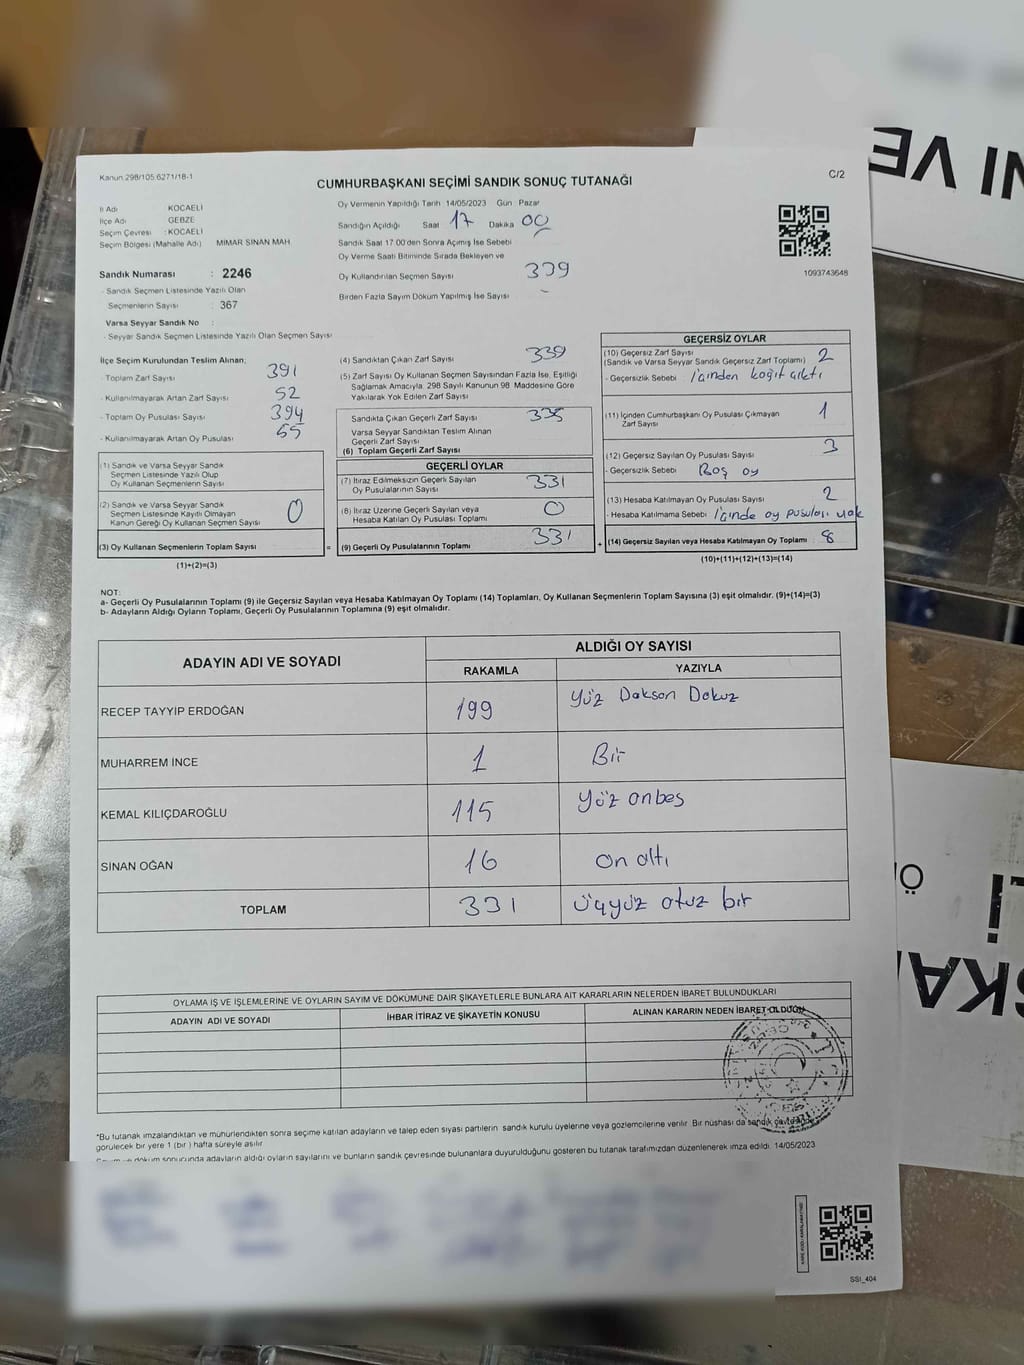 Kanun 298/105 6271/18-1
CUMHURBAŞKANI SEÇİMİ SANDIK SONUÇ TUTANAĞI
C/2
İl Adı KOCAELİ
İlçe Adı GEBZE
Seçim Çevresi : KOCAELİ
Seçim Bölgesi (Mahalle Adı) MİMAR SİNAN MAH.
Oy Vermenin Yapıldığı Tarih 14/05/2023 Gün : Pazar
Sandığın Açıldığı Saat 17 Dakika 00
Sandık Saat 17.00'den Sonra Açılmış İse Sebebi
Oy Verme Saati Bitiminde Sırada Bekleyen ve
Oy Kullandırılan Seçmen Sayısı 339
Birden Fazla Sayım Döküm Yapılmış İse Sayısı -
1093743648
Sandık Numarası : 2246
- Sandık Seçmen Listesinde Yazılı Olan
Seçmenlerin Sayısı : 367
Varsa Seyyar Sandık No :
- Seyyar Sandık Seçmen Listesinde Yazılı Olan Seçmen Sayısı
İlçe Seçim Kurulundan Teslim Alınan;
- Toplam Zarf Sayısı 391
- Kullanılmayarak Artan Zarf Sayısı 52
- Toplam Oy Pusulası Sayısı 394
- Kullanılmayarak Artan Oy Pusulası 55
(1) Sandık ve Varsa Seyyar Sandık
Seçmen Listesinde Yazılı Olup
Oy Kullanan Seçmenlerin Sayısı
(2) Sandık ve Varsa Seyyar Sandık
Seçmen Listesinde Kayıtlı Olmayan
Kanun Gereği Oy Kullanan Seçmen Sayısı 0
(3) Oy Kullanan Seçmenlerin Toplam Sayısı =
(1)+(2)=(3)
(4) Sandıktan Çıkan Zarf Sayısı 339
(5) Zarf Sayısı Oy Kullanan Seçmen Sayısından Fazla İse, Eşitliği
Sağlamak Amacıyla, 298 Sayılı Kanunun 98. Maddesine Göre
Yakılarak Yok Edilen Zarf Sayısı
Sandıkta Çıkan Geçerli Zarf Sayısı
Varsa Seyyar Sandıktan Teslim Alınan
Geçerli Zarf Sayısı
(6) Toplam Geçerli Zarf Sayısı
GEÇERLİ OYLAR
(7) İtiraz Edilmeksizin Geçerli Sayılan
Oy Pusulalarının Sayısı 331
(8) İtiraz Üzerine Geçerli Sayılan veya
Hesaba Katılan Oy Pusulası Toplamı 0
(9) Geçerli Oy Pusulalarının Toplamı 331 +
GEÇERSİZ OYLAR
(10) Geçersiz Zarf Sayısı 2
(Sandık ve Varsa Seyyar Sandık Geçersiz Zarf Toplamı)
- Geçersizlik Sebebi İçinden kağıt çıktı
(11) İçinden Cumhurbaşkanı Oy Pusulası Çıkmayan
Zarf Sayısı 1
(12) Geçersiz Sayılan Oy Pusulası Sayısı 3
- Geçersizlik Sebebi Boş oy
(13) Hesaba Katılmayan Oy Pusulası Sayısı 2
- Hesaba Katılmama Sebebi İçinde oy pusulası yok
(14) Geçersiz Sayılan veya Hesaba Katılmayan Oy Toplamı : 8
(10)+(11)+(12)+(13)=(14)
NOT:
a- Geçerli Oy Pusulalarının Toplamı (9) ile Geçersiz Sayılan veya Hesaba Katılmayan Oy Toplamı (14) Toplamları, Oy Kullanan Seçmenlerin Toplam Sayısına (3) eşit olmalıdır. (9)+(14)=(3)
b- Adayların Aldığı Oyların Toplamı, Geçerli Oy Pusulalarının Toplamına (9) eşit olmalıdır.
ADAYIN ADI VE SOYADI
ALDIĞI OY SAYISI
RAKAMLA YAZIYLA
RECEP TAYYIP ERDOĞAN 199 Yüz Doksan Dokuz
MUHARREM İNCE 1 Bir
KEMAL KILIÇDAROĞLU 115 Yüz onbeş
SİNAN OĞAN 16 On altı
TOPLAM 331 Üçyüz otuz bir
OYLAMA İŞ VE İŞLEMLERİNE VE OYLARIN SAYIM VE DÖKÜMÜNE DAİR ŞİKAYETLERLE BUNLARA AİT KARARLARIN NELERDEN İBARET BULUNDUKLARI
ADAYIN ADI VE SOYADI İHBAR İTİRAZ VE ŞİKAYETİN KONUSU ALINAN KARARIN NEDEN İBARET OLDUĞU
*Bu tutanak imzalandıktan ve mühürlendikten sonra seçime katılan adayların ve talep eden siyasi partilerin sandık kurulu üyelerine veya gözlemcilerine verilir. Bir nüshası da sandık çevresinde
görülecek bir yere 1 (bir) hafta süreyle asılır
döküm sonucunda adayların aldığı oyların sayılarını ve bunların sandık çevresinde bulunanlara duyurulduğunu gösteren bu tutanak tarafımızdan düzenlenerek imza edildi. 14/05/2023
SSİ_404